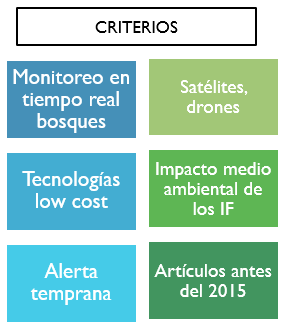 CRITERIOS
Monitoreo en
tiempo real
bosques
Satélites,
drones
Tecnologías
low cost
Impacto medio
ambiental de
los IF
Alerta
temprana
Artículos antes
del 2015